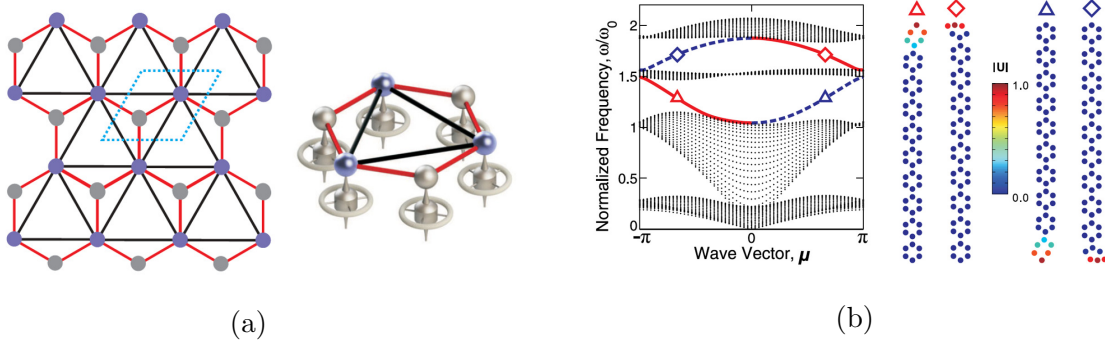 2
1.5
1
0.5
0
-π
0
π
Normalized Frequency, ω/ω₀
Wave Vector, μ
|U|
1.0
0.0
(a)
(b)